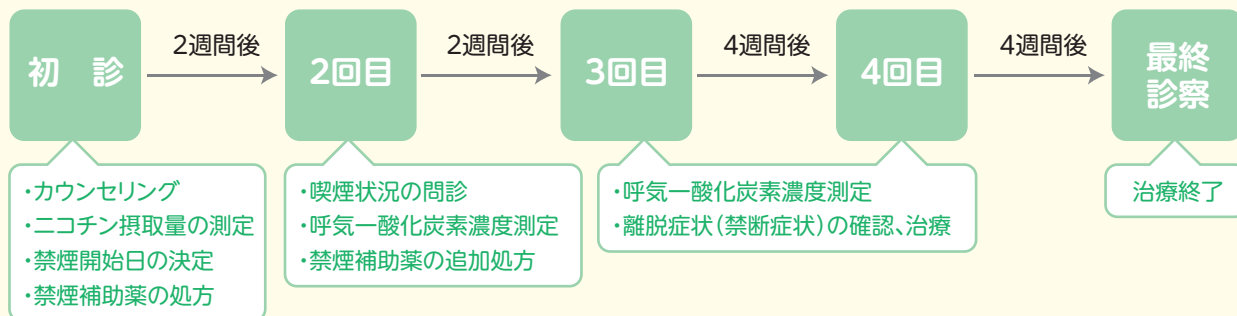 初 診
2週間後
2回目
2週間後
3回目
4週間後
4回目
4週間後
最終
診察
・カウンセリング
・ニコチン摂取量の測定
・禁煙開始日の決定
・禁煙補助薬の処方
・喫煙状況の問診
・呼気一酸化炭素濃度測定
・禁煙補助薬の追加処方
・呼気一酸化炭素濃度測定
・離脱症状(禁断症状)の確認、治療
治療終了